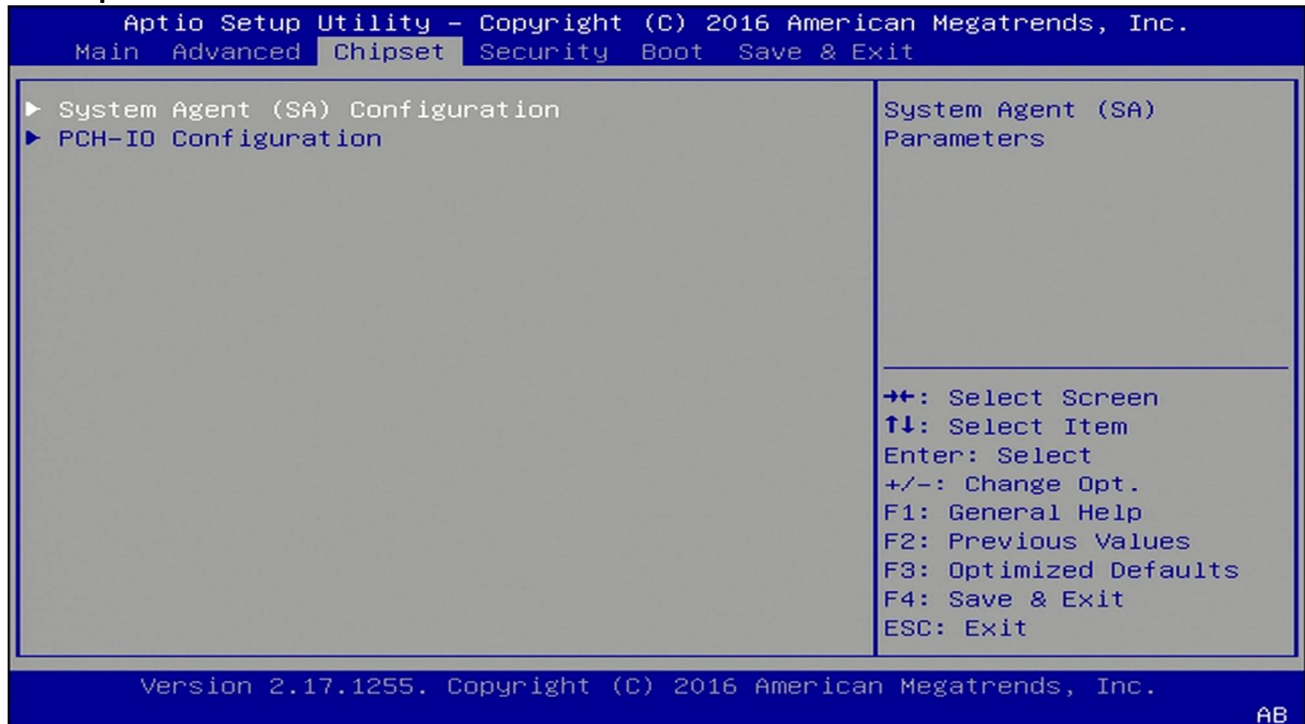 Aptio Setup Utility – Copyright (C) 2016 American Megatrends, Inc.
Main Advanced Chipset Security Boot Save & Exit
▶ System Agent (SA) Configuration
▶ PCH-IO Configuration
System Agent (SA)
Parameters
→←: Select Screen
↑↓: Select Item
Enter: Select
+/-: Change Opt.
F1: General Help
F2: Previous Values
F3: Optimized Defaults
F4: Save & Exit
ESC: Exit
Version 2.17.1255. Copyright (C) 2016 American Megatrends, Inc.
AB